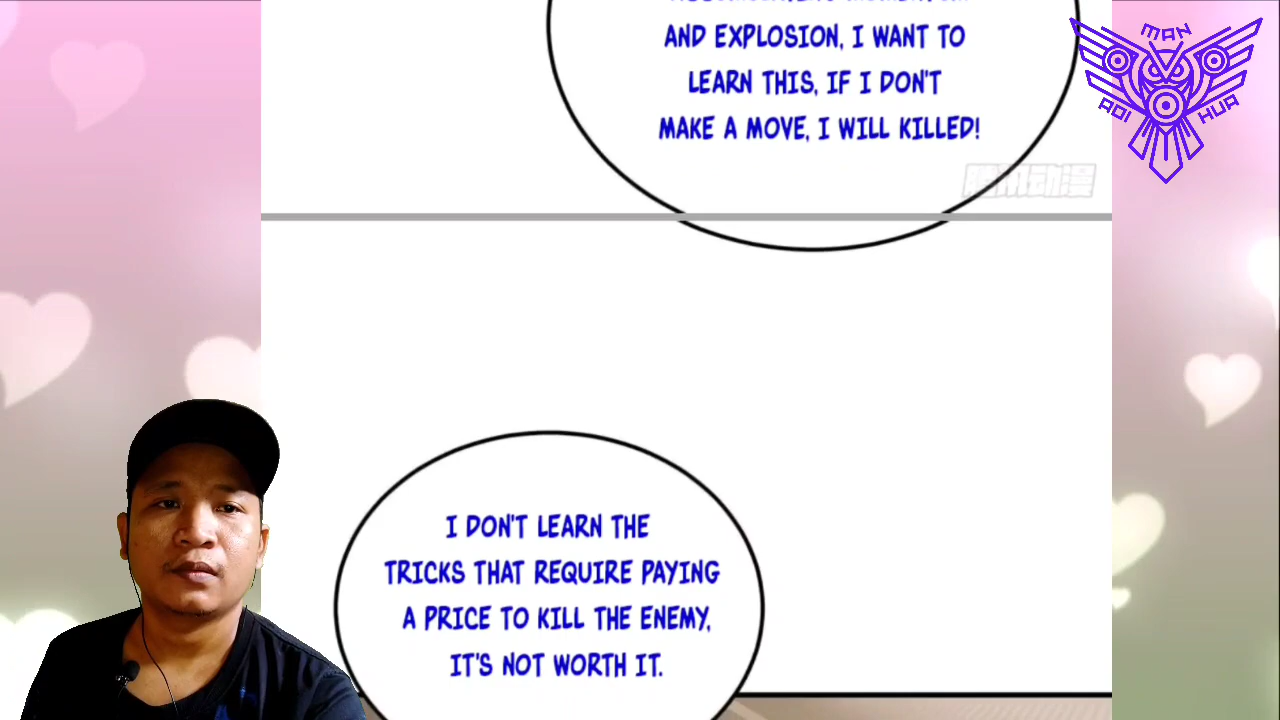 AND EXPLOSION, I WANT TO
LEARN THIS, IF I DON'T
MAKE A MOVE, I WILL KILLED!
MAN
AOI HUA
I DON'T LEARN THE
TRICKS THAT REQUIRE PAYING
A PRICE TO KILL THE ENEMY,
IT'S NOT WORTH IT.